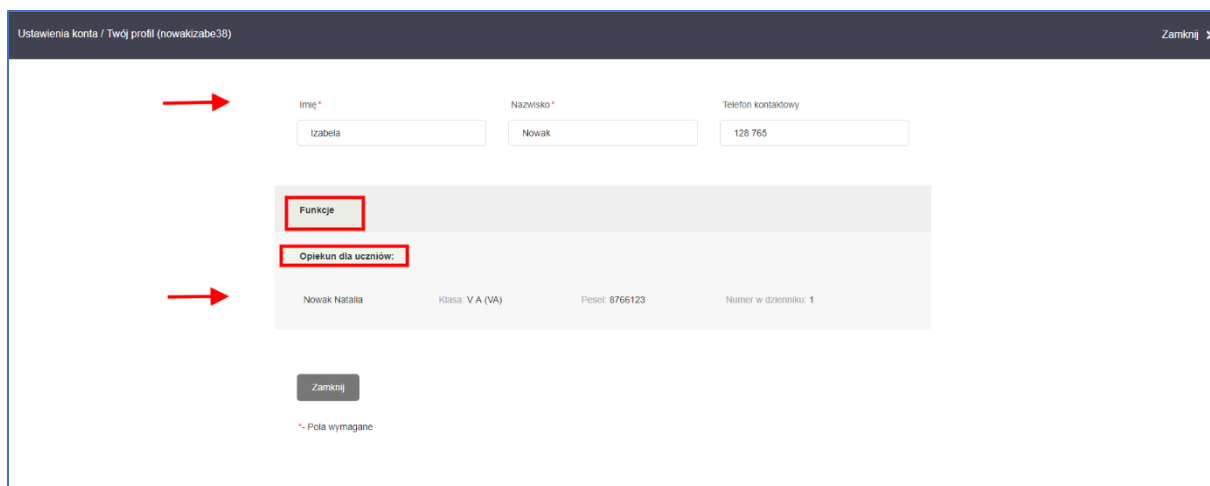 Ustawienia konta / Twój profil (nowakizabe38) Zamknij
Imię* Nazwisko* Telefon kontaktowy
Izabela Nowak 128 765
Funkcje
Opiekun dla uczniów:
Nowak Natalia Klasa: V A (VA) Pesel: 8766123 Numer w dzienniku: 1
Zamknij
*- Pola wymagane